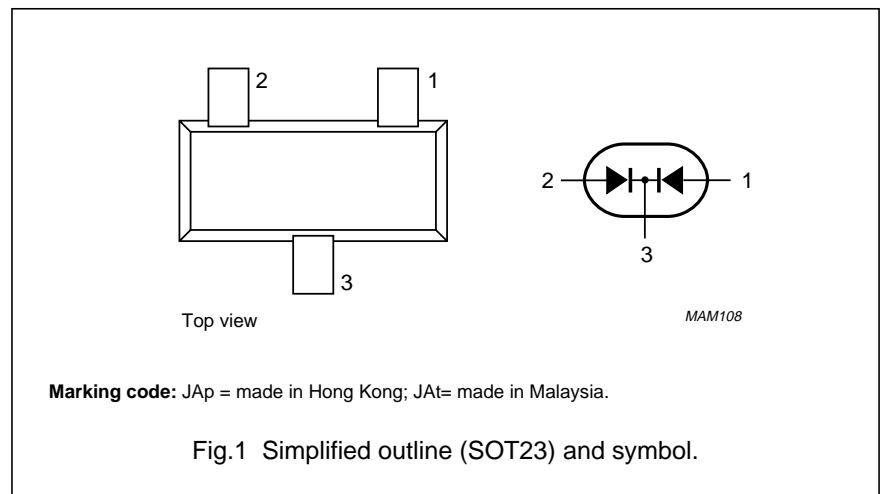 2
1
3
Top view
2
1
3
MAM108
Marking code: JAp = made in Hong Kong; JAt= made in Malaysia.
Fig.1 Simplified outline (SOT23) and symbol.